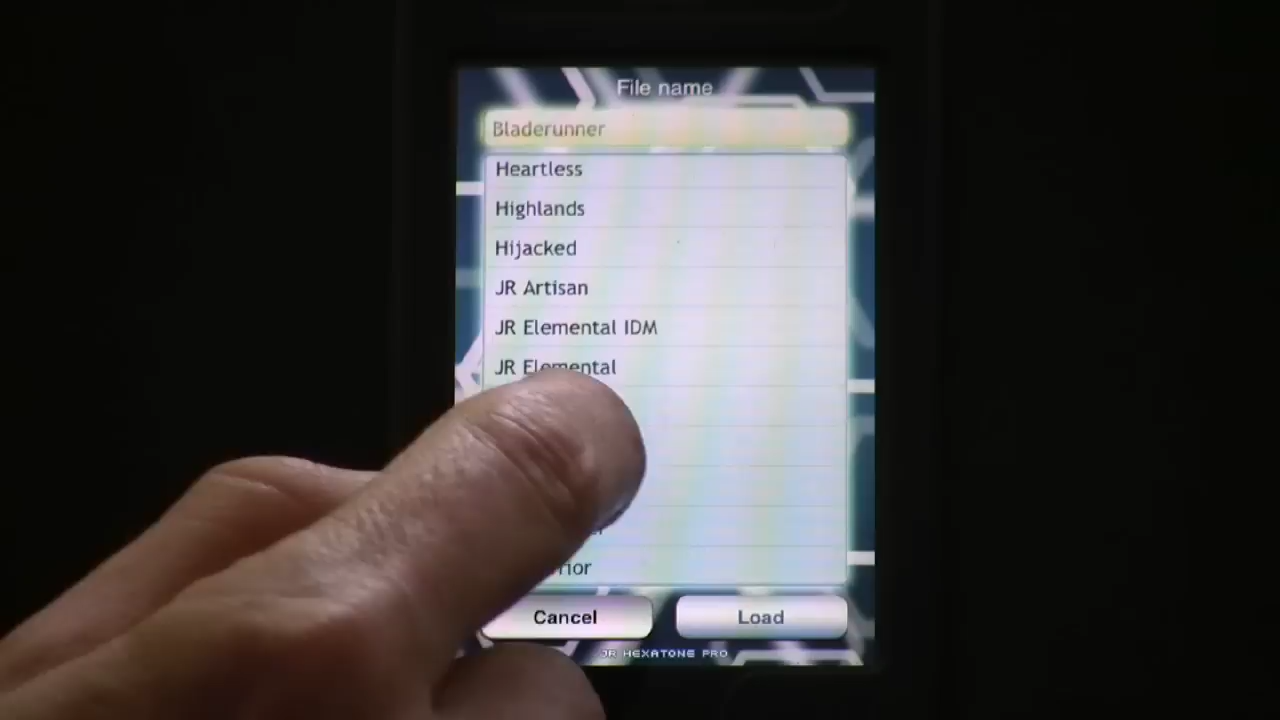 File name
Bladerunner
Heartless
Highlands
Hijacked
JR Artisan
JR Elemental IDM
JR Elemental
Cancel
Load
JR HEXATONE PRO